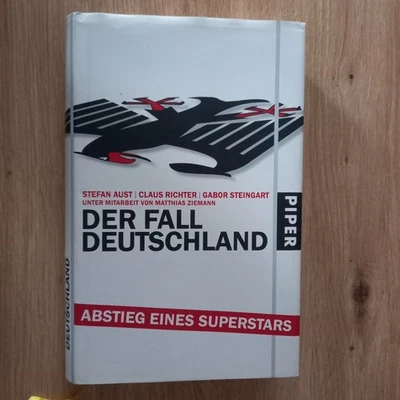 STEFAN AUST | CLAUS RICHTER | GABOR STEINGART
UNTER MITARBEIT VON MATTHIAS ZIEMANN
DER FALL
DEUTSCHLAND
PIPER
ABSTIEG EINES SUPERSTARS
DEUTSCHLAND